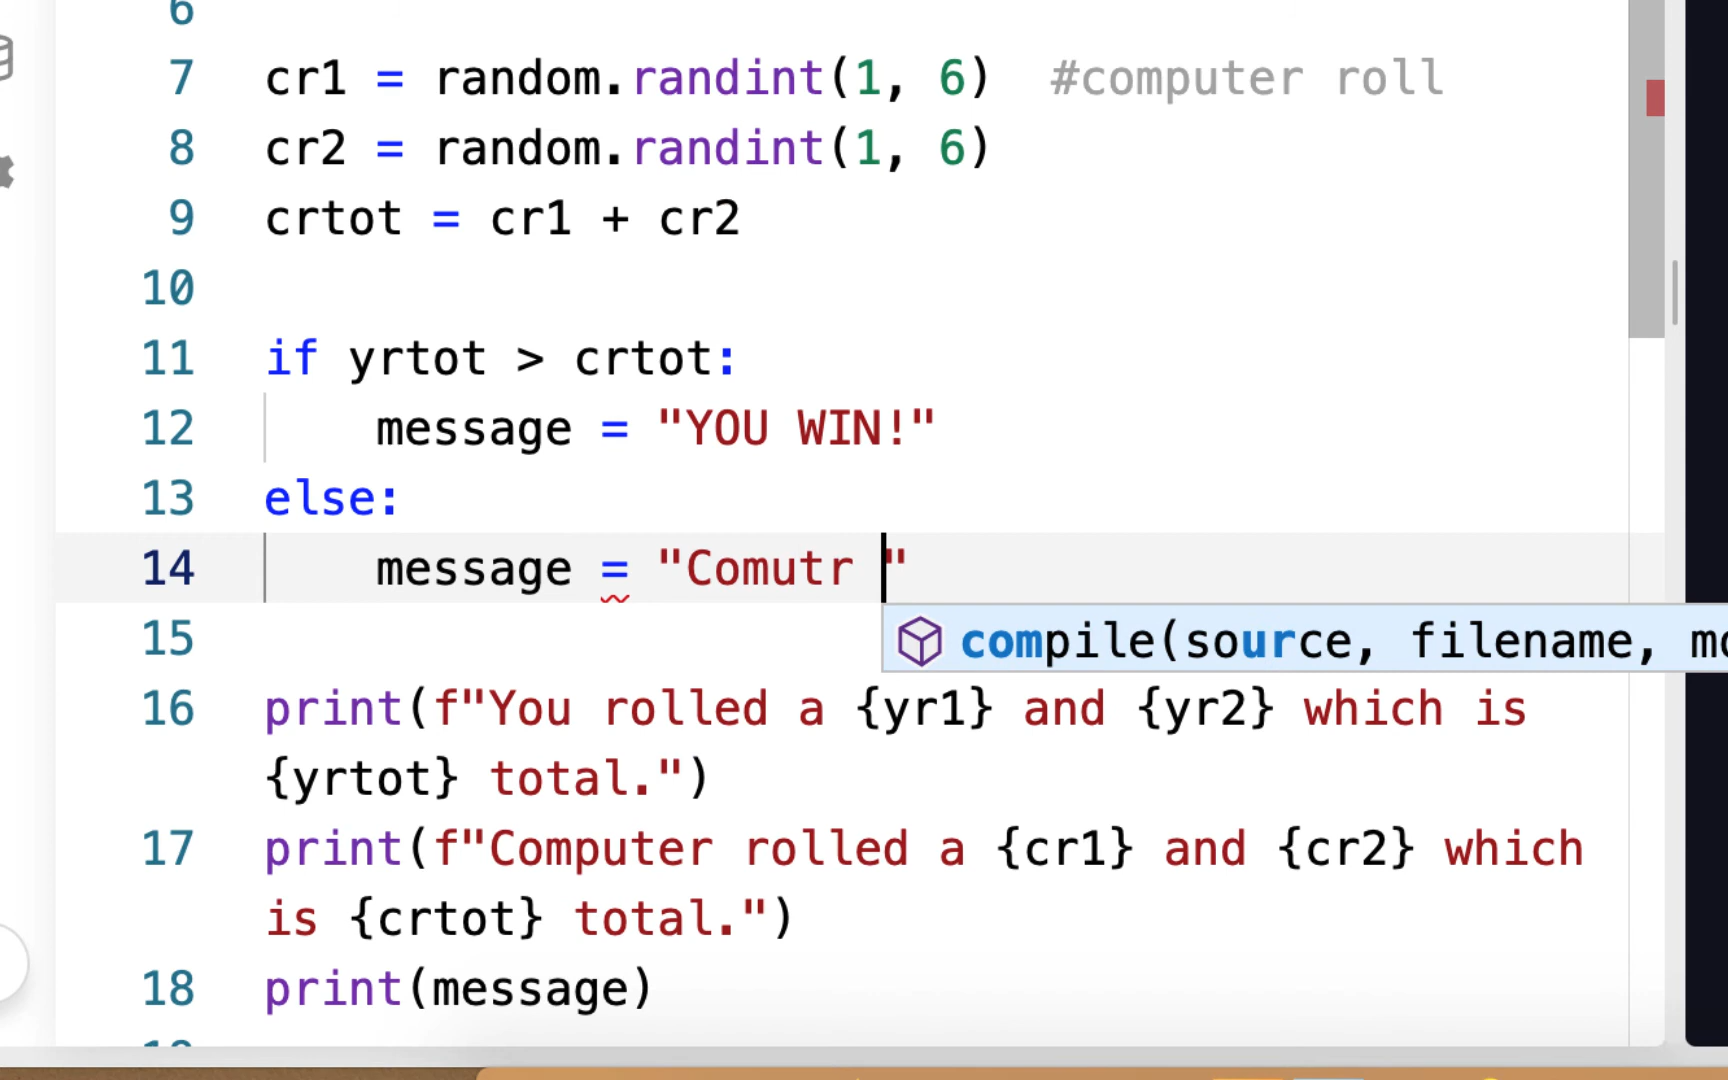 6
7 cr1 = random.randint(1, 6)  #computer roll
8 cr2 = random.randint(1, 6)
9 crtot = cr1 + cr2
10
11 if yrtot > crtot:
12     message = "YOU WIN!"
13 else:
14     message = "Comutr "
compile(source, filename,
15
16 print(f"You rolled a {yr1} and {yr2} which is
{yrtot} total.")
17 print(f"Computer rolled a {cr1} and {cr2} which
is {crtot} total.")
18 print(message)